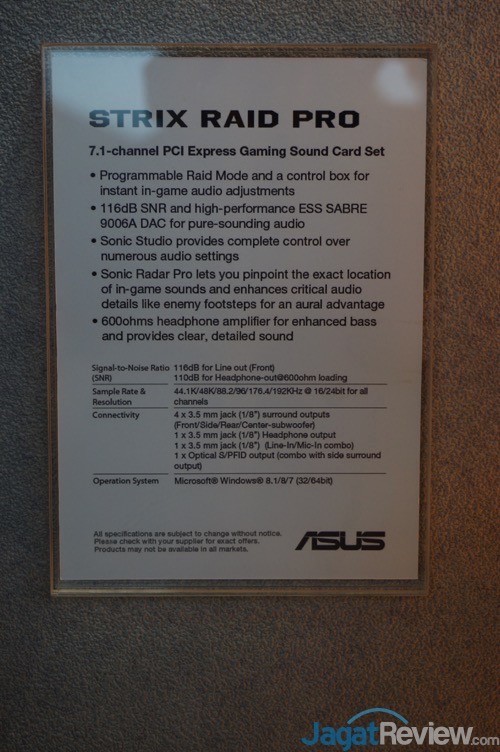 STRIX RAID PRO
7.1-channel PCI Express Gaming Sound Card Set
• Programmable Raid Mode and a control box for
instant in-game audio adjustments
• 116dB SNR and high-performance ESS SABRE
9006A DAC for pure-sounding audio
• Sonic Studio provides complete control over
numerous audio settings
• Sonic Radar Pro lets you pinpoint the exact location
of in-game sounds and enhances critical audio
details like enemy footsteps for an aural advantage
• 600ohms headphone amplifier for enhanced bass
and provides clear, detailed sound
Signal-to-Noise Ratio 116dB for Line out (Front)
(SNR) 110dB for Headphone-out@600ohm loading
Sample Rate & 44.1K/48K/88.2/96/176.4/192KHz @ 16/24bit for all
Resolution channels
Connectivity 4 x 3.5 mm jack (1/8") surround outputs
(Front/Side/Rear/Center-subwoofer)
1 x 3.5 mm jack (1/8") Headphone output
1 x 3.5 mm jack (1/8") (Line-In/Mic-In combo)
1 x Optical S/PFID output (combo with side surround
output)
Operation System Microsoft® Windows® 8.1/8/7 (32/64bit)
All specifications are subject to change without notice.
Please check with your supplier for exact offers.
Products may not be available in all markets.
ASUS
JagatReview.com